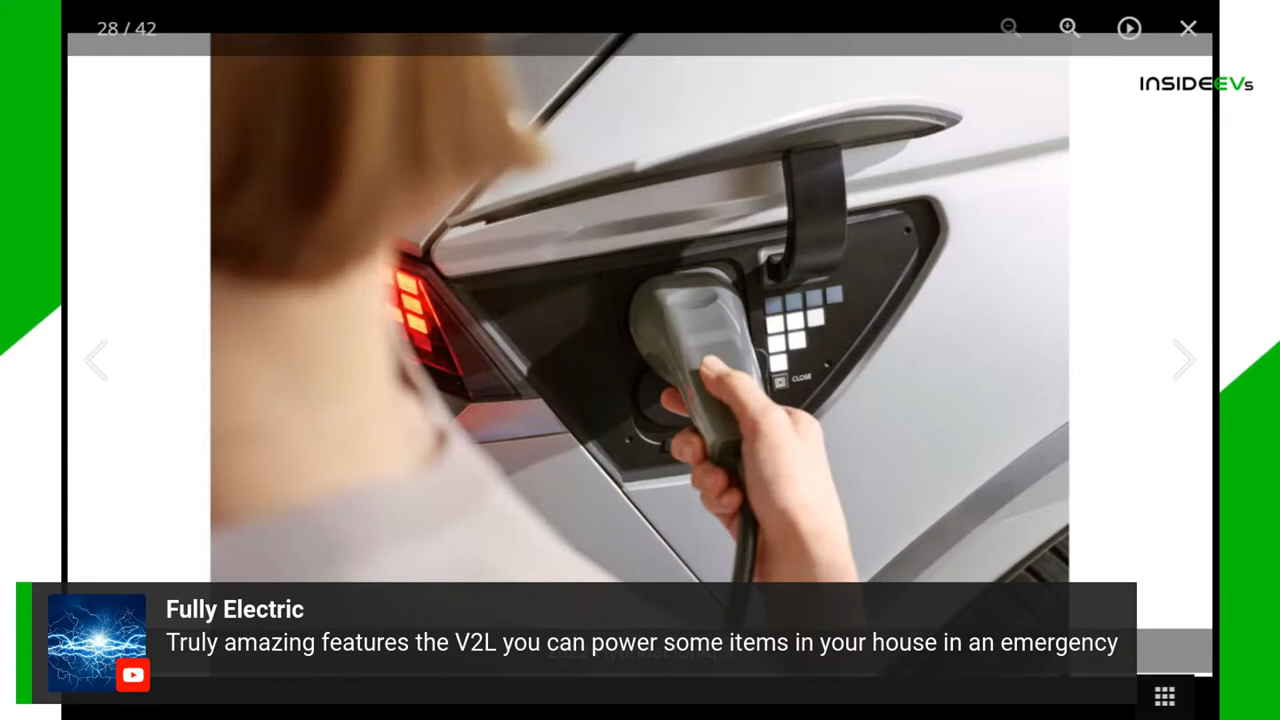 28 / 42
INSIDEEVs
CLOSE
Fully Electric
Truly amazing features the V2L you can power some items in your house in an emergency